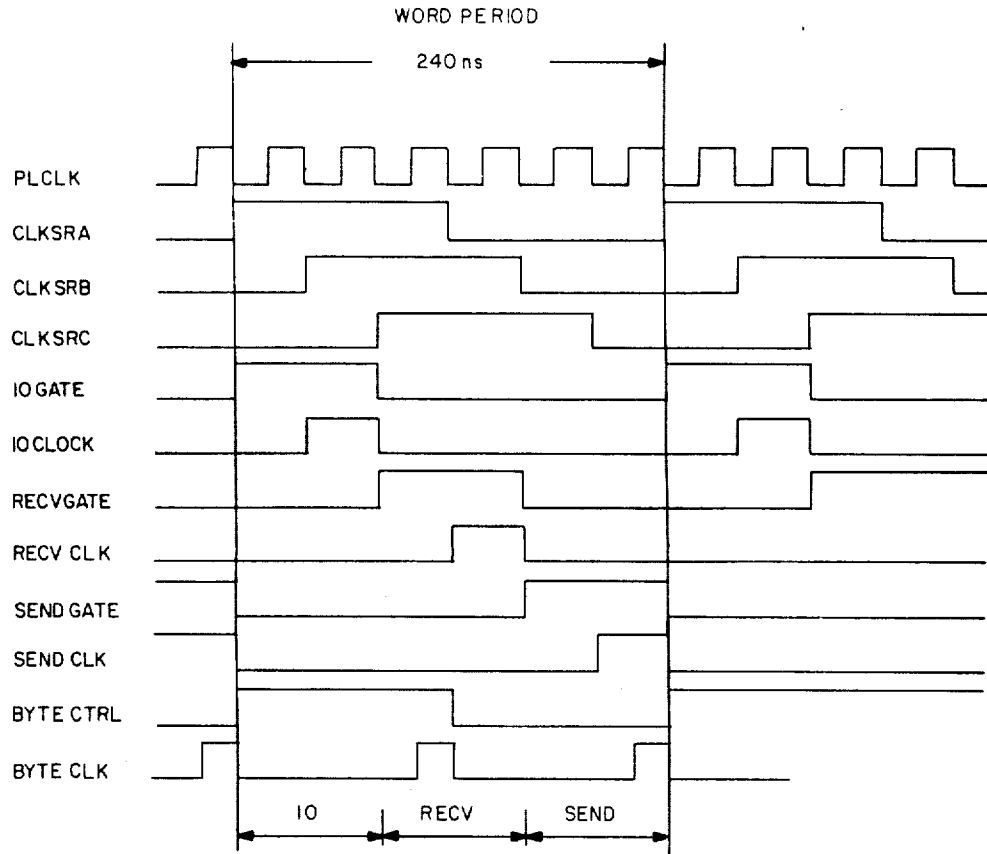 WORD PERIOD
240 ns
PLCLK
CLKSRA
CLKSRB
CLKSRC
IO GATE
IO CLOCK
RECVGATE
RECV CLK
SEND GATE
SEND CLK
BYTE CTRL
BYTE CLK
IO RECV SEND